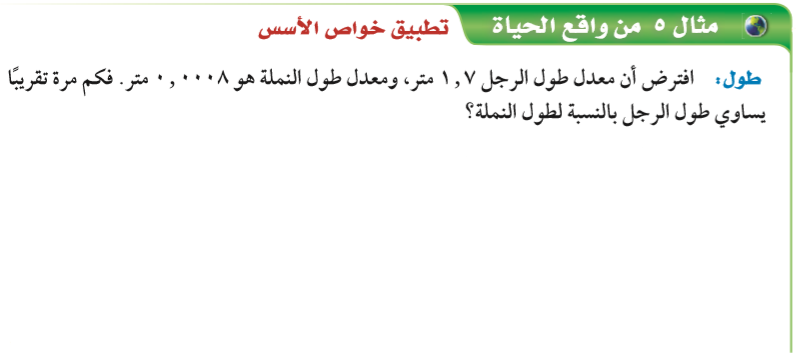 مثال ٥ من واقع الحياة تطبيق خواص الأسس
طول: افترض أن معدل طول الرجل ١,٧ متر، ومعدل طول النملة هو ٠,٠٠٠٨ متر. فكم مرة تقريبًا
يساوي طول الرجل بالنسبة لطول النملة؟